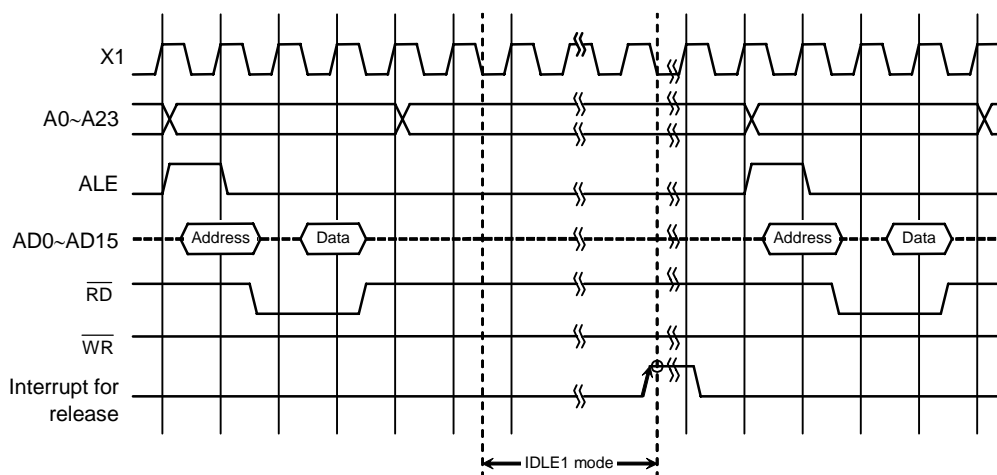 X1
A0~A23
ALE
AD0~AD15
Address
Data
Address
Data
RD
WR
Interrupt for
release
IDLE1 mode